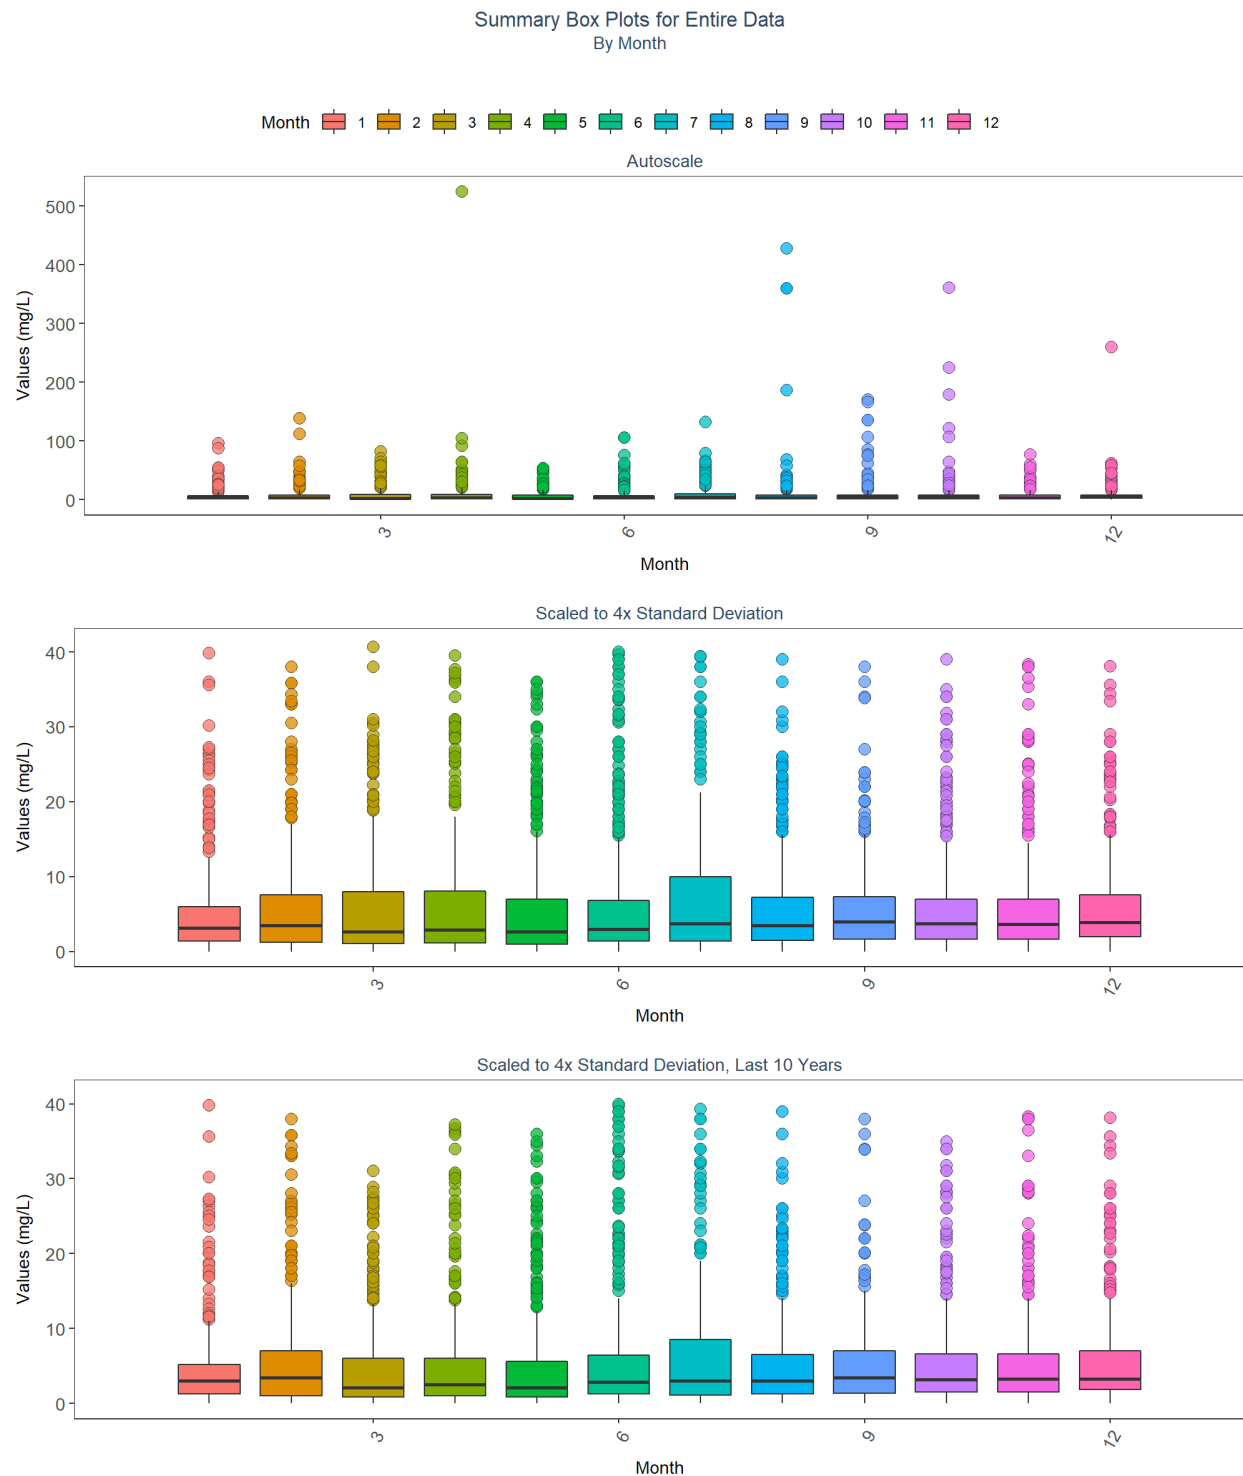 Summary Box Plots for Entire Data
By Month
Month 1 2 3 4 5 6 7 8 9 10 11 12
Autoscale
Values (mg/L)
500
400
300
200
100
0
3 6 9 12
Month
Scaled to 4x Standard Deviation
Values (mg/L)
40
30
20
10
0
3 6 9 12
Month
Scaled to 4x Standard Deviation, Last 10 Years
Values (mg/L)
40
30
20
10
0
3 6 9 12
Month